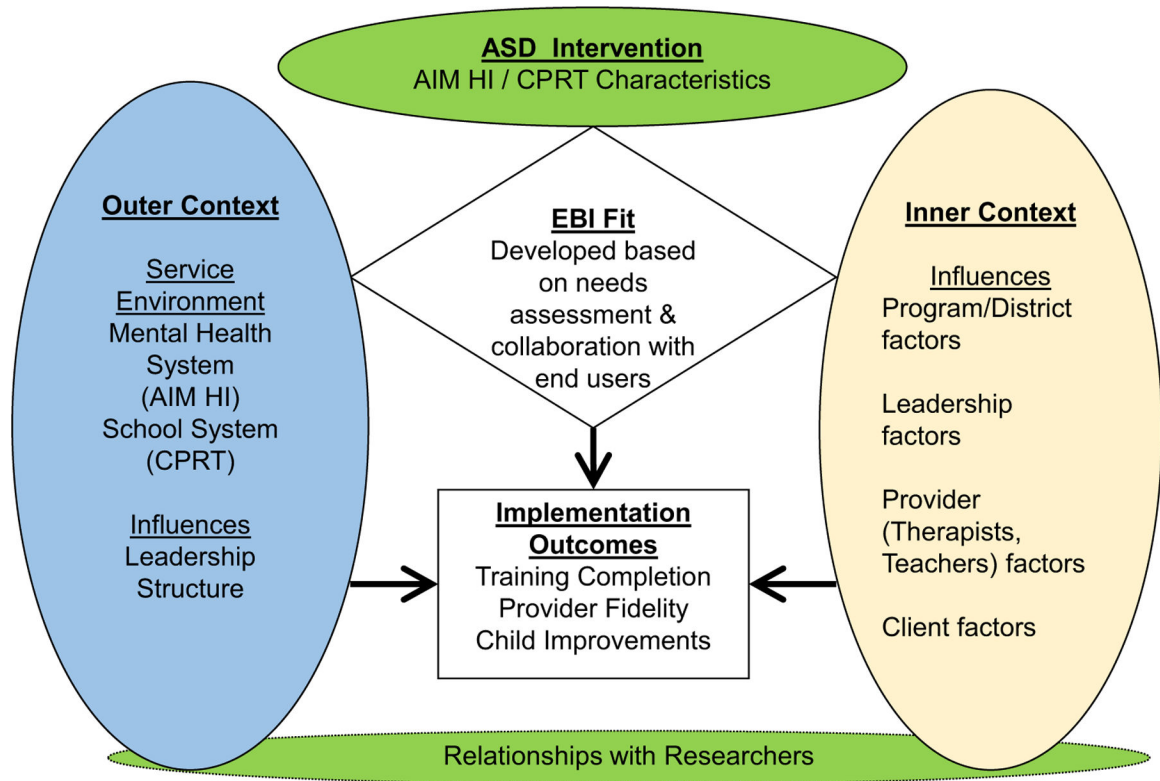 ASD Intervention
AIM HI / CPRT Characteristics
Outer Context
Service
Environment
Mental Health
System
(AIM HI)
School System
(CPRT)
Influences
Leadership
Structure
EBI Fit
Developed based
on needs
assessment &
collaboration with
end users
Implementation
Outcomes
Training Completion
Provider Fidelity
Child Improvements
Inner Context
Influences
Program/District
factors
Leadership
factors
Provider
(Therapists,
Teachers) factors
Client factors
Relationships with Researchers